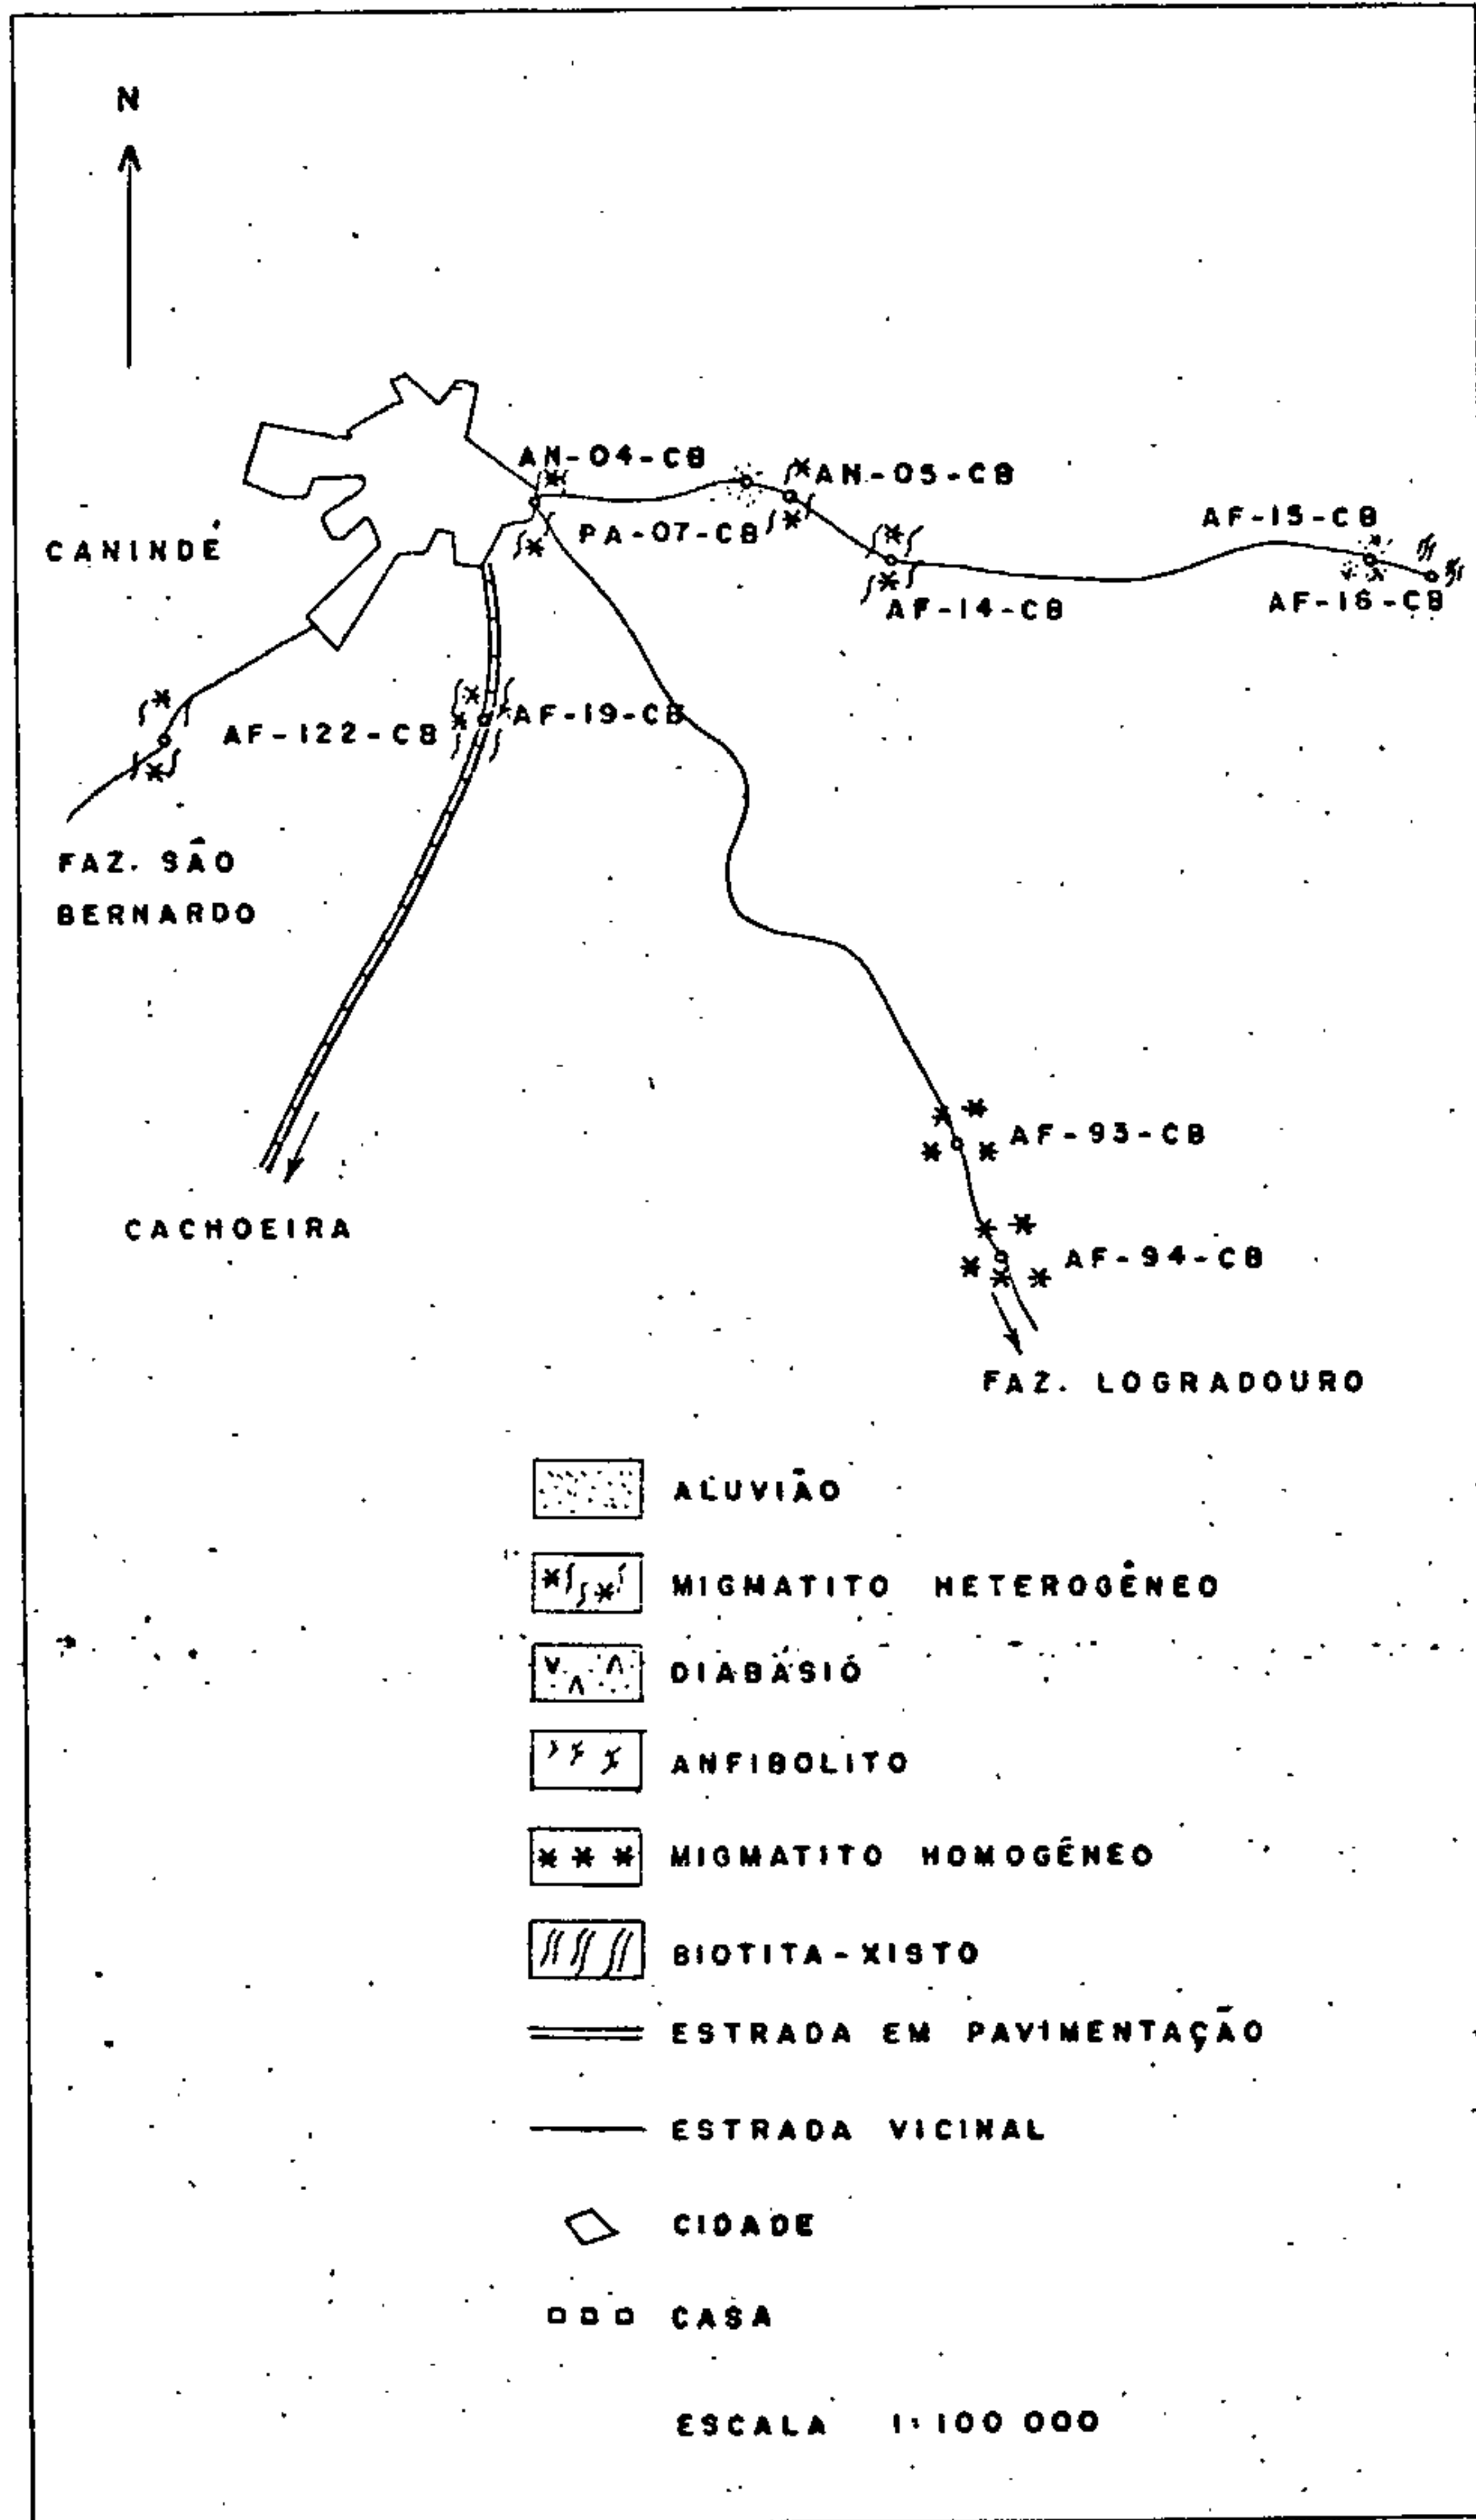 N
AN-04-CB
AN-05-CB
PA-07-CB
AF-14-CB
AF-15-CB
AF-16-CB
CANINDÉ
AF-122-CB
AF-19-CB
FAZ. SÃO
BERNARDO
CACHOEIRA
AF-93-CB
AF-94-CB
FAZ. LOGRADOURO
ALUVIÃO
MIGMATITO HETEROGÊNEO
DIABÁSIO
ANFIBOLITO
MIGMATITO HOMOGÊNEO
BIOTITA-XISTO
ESTRADA EM PAVIMENTAÇÃO
ESTRADA VICINAL
CIDADE
CASA
ESCALA 1:100 000